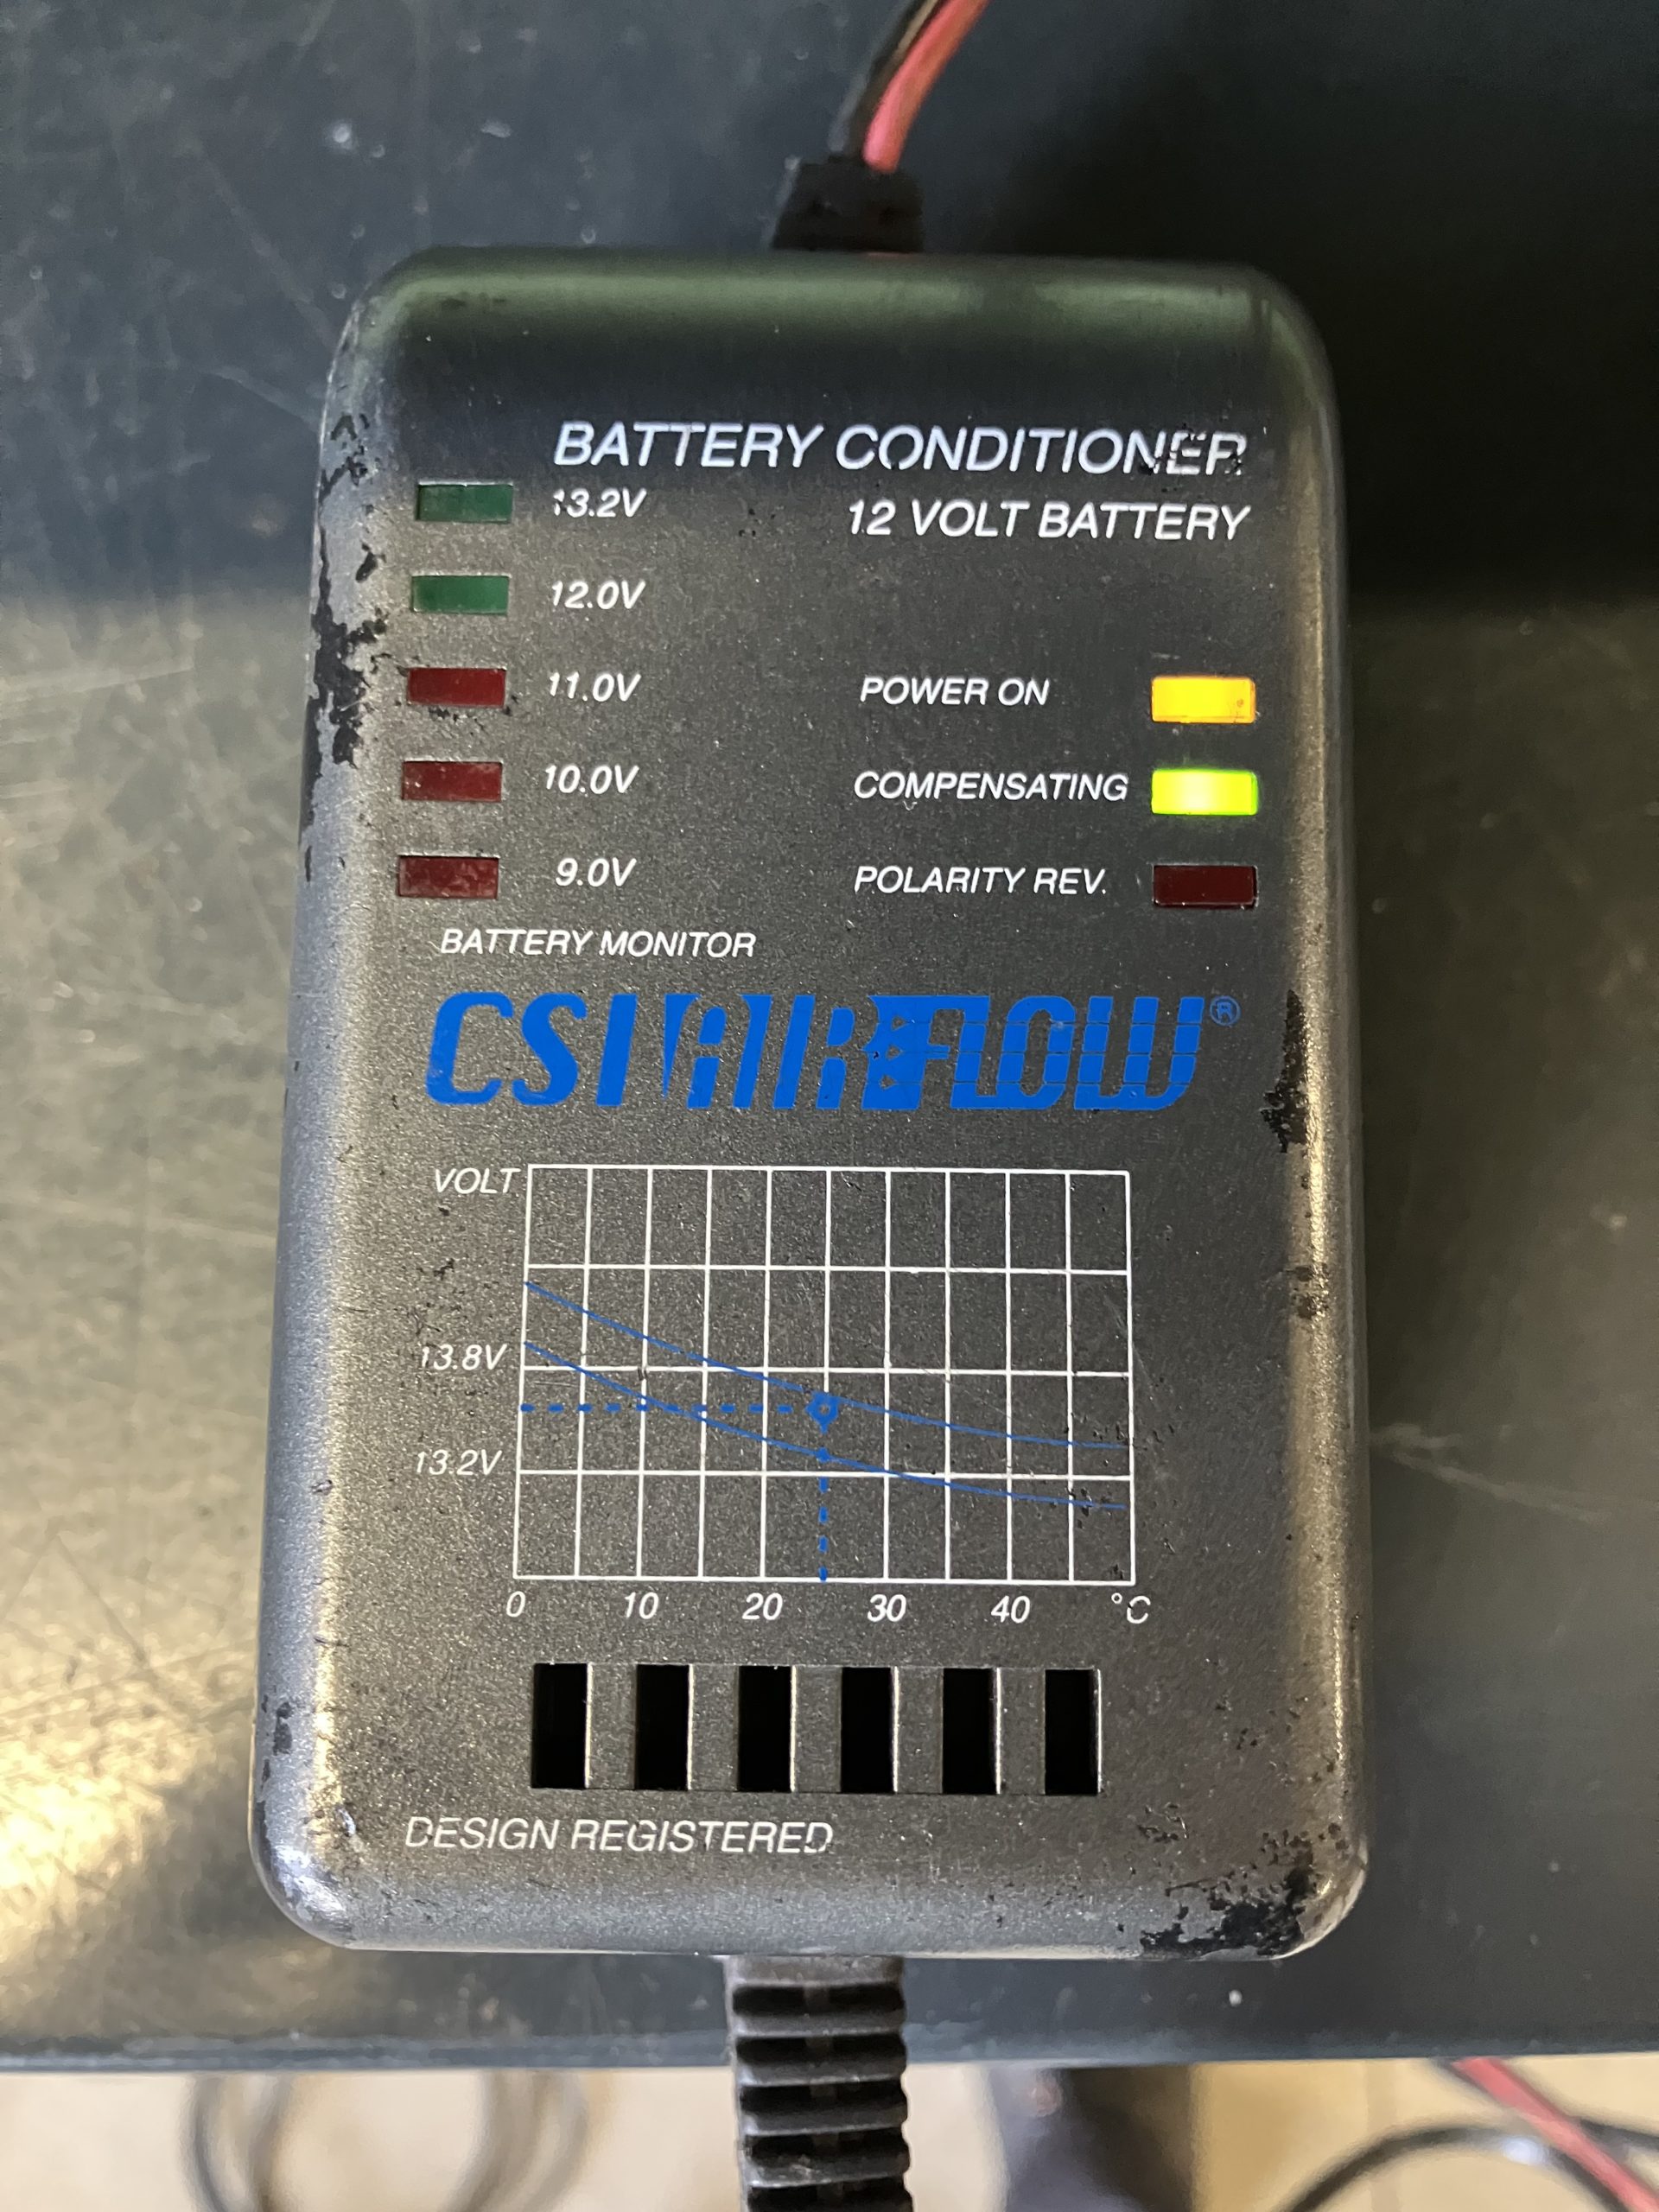 BATTERY CONDITIONER
13.2V
12 VOLT BATTERY
12.0V
11.0V
POWER ON
10.0V
COMPENSATING
9.0V
POLARITY REV.
BATTERY MONITOR
CSI AIRFLOW®
VOLT
13.8V
13.2V
0 10 20 30 40 °C
DESIGN REGISTERED